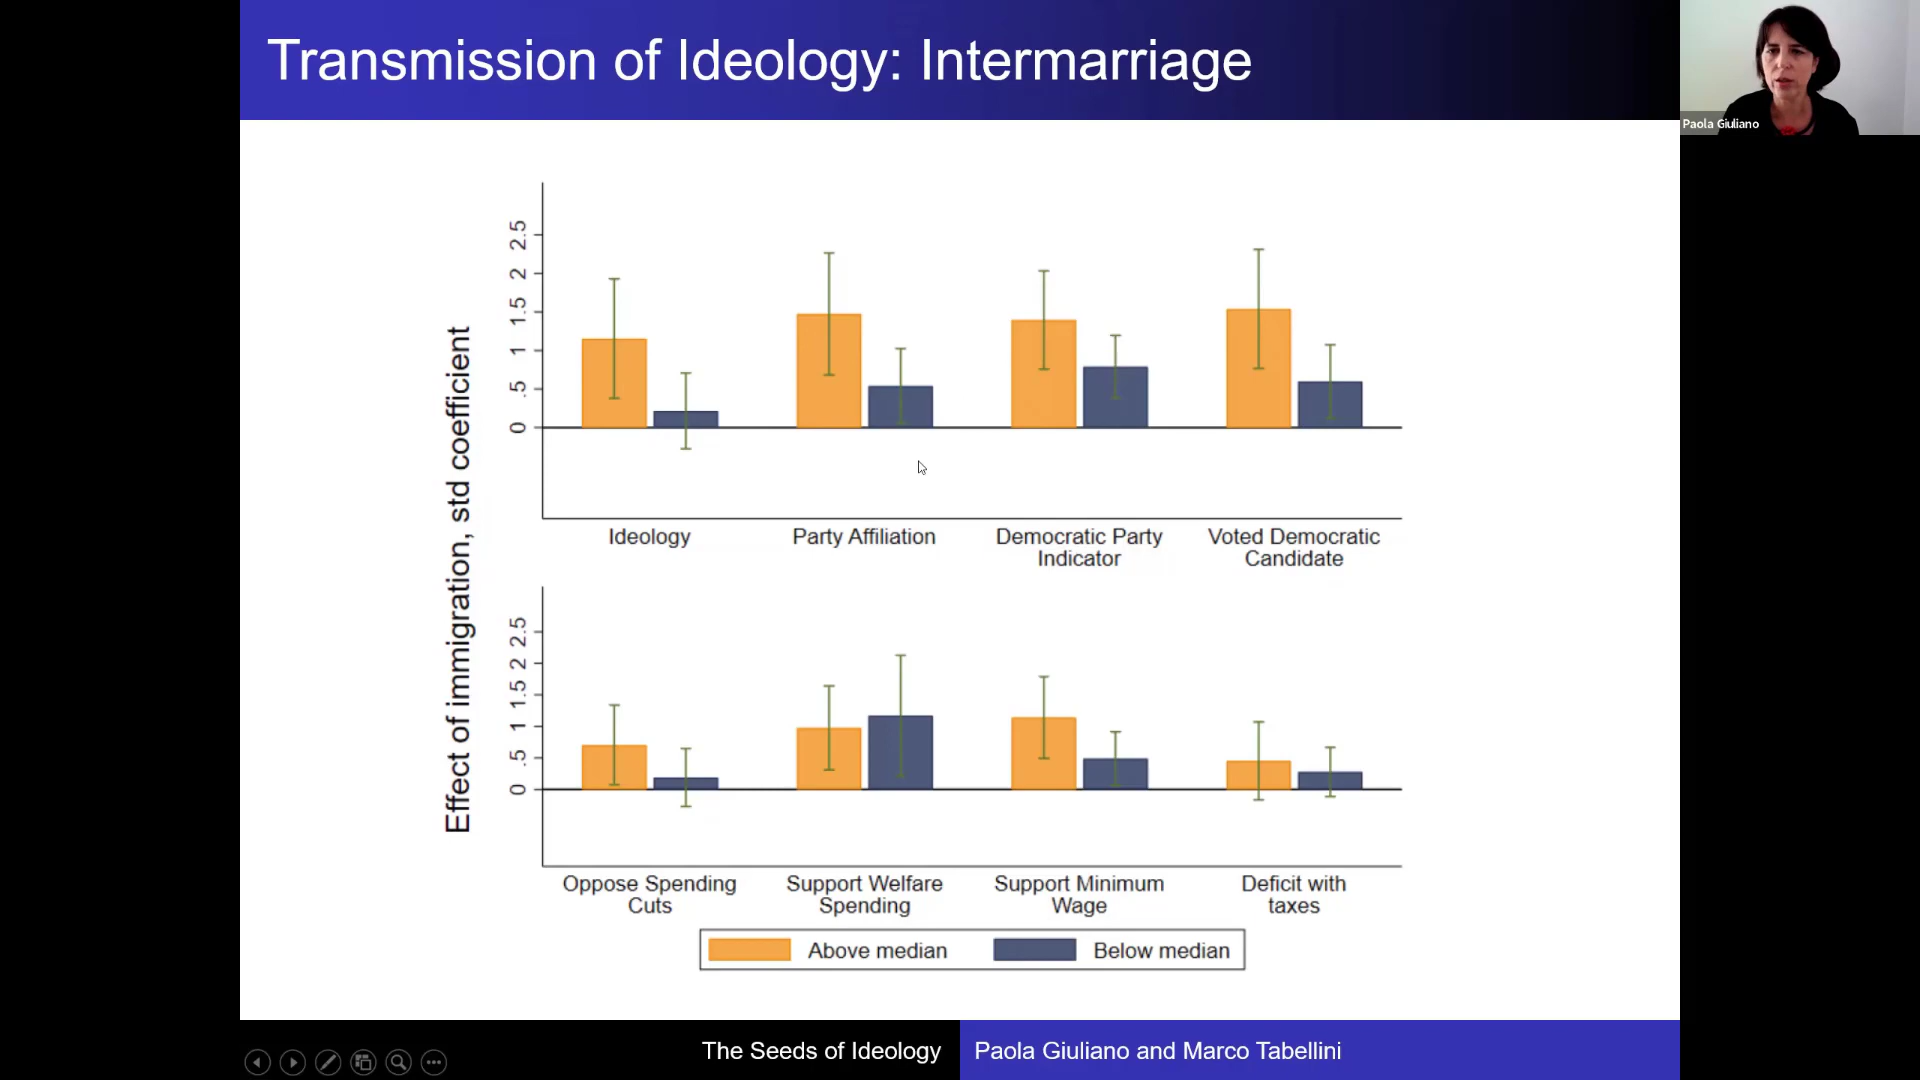 Transmission of Ideology: Intermarriage
Paola Giuliano
Effect of immigration, std coefficient
2.5
2
1.5
1
.5
0
Ideology
Party Affiliation
Democratic Party
Indicator
Voted Democratic
Candidate
2.5
2
1.5
1
.5
0
Oppose Spending
Cuts
Support Welfare
Spending
Support Minimum
Wage
Deficit with
taxes
Above median
Below median
The Seeds of Ideology
Paola Giuliano and Marco Tabellini